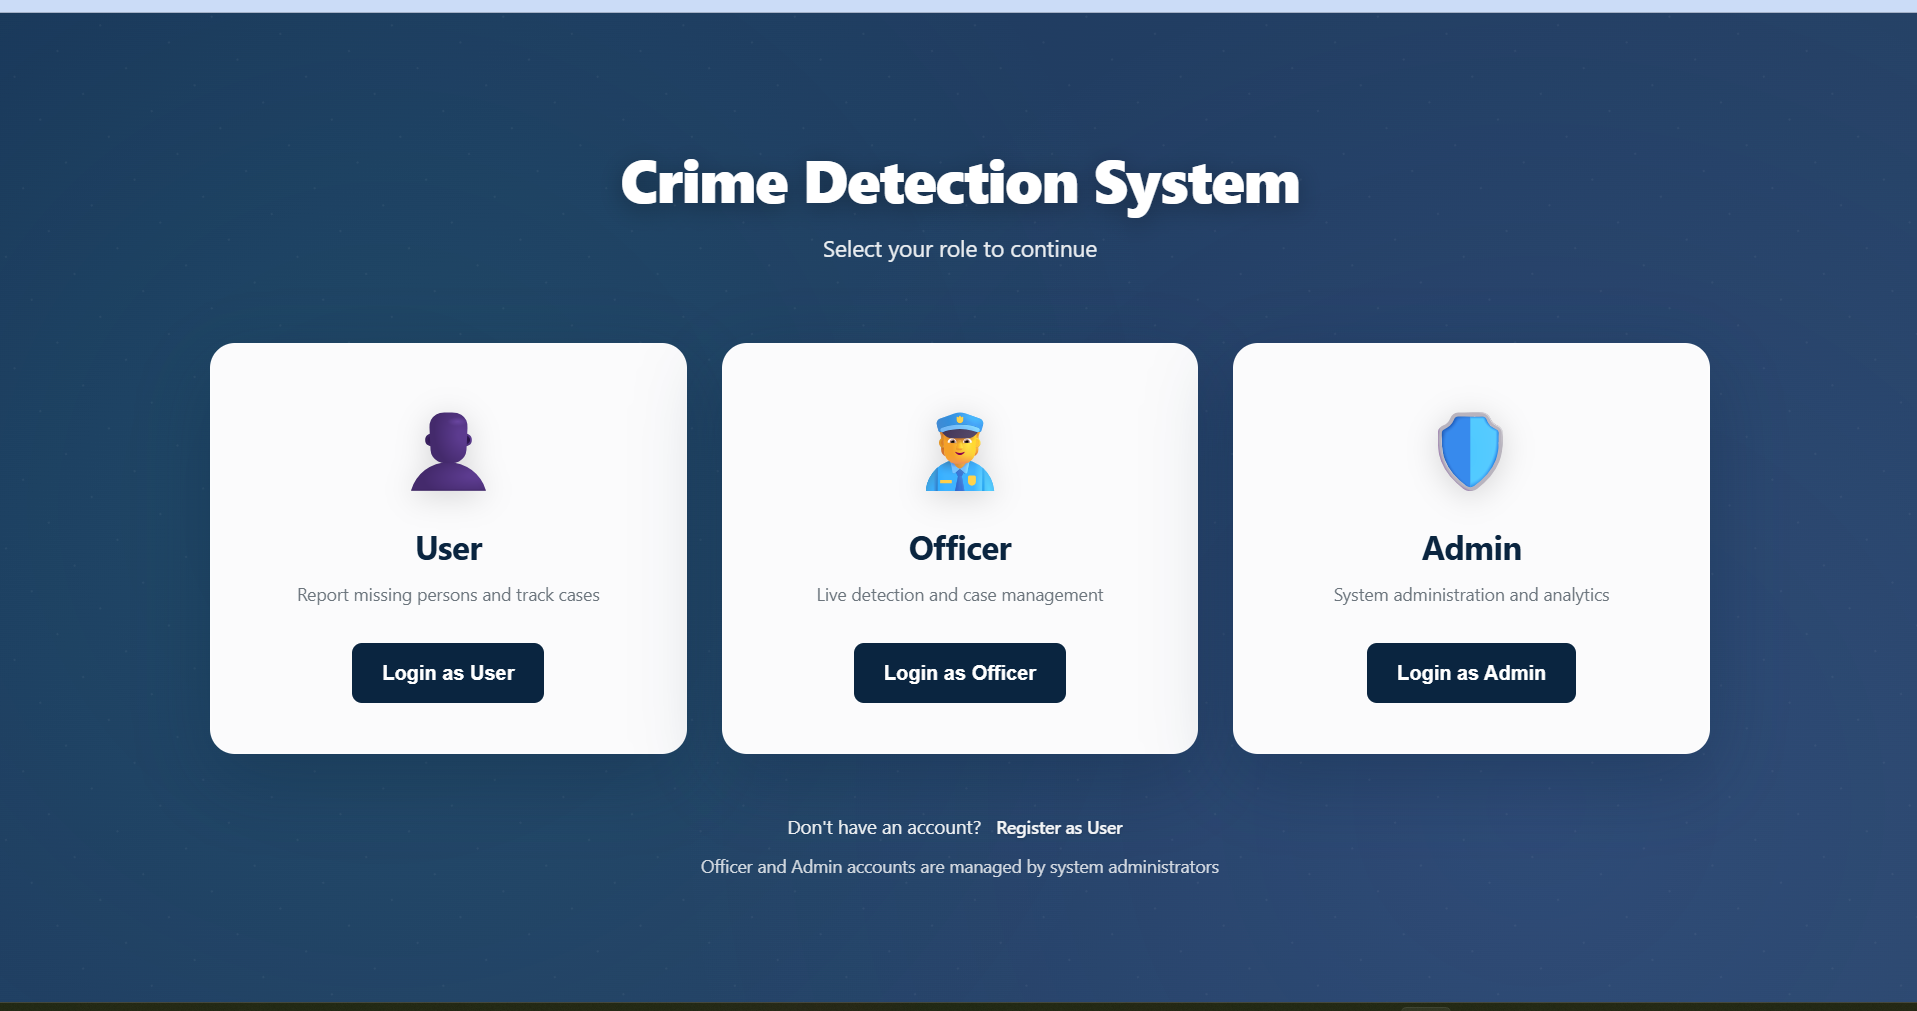 Crime Detection System
Select your role to continue
User
Report missing persons and track cases
Login as User
Officer
Live detection and case management
Login as Officer
Admin
System administration and analytics
Login as Admin
Don't have an account? Register as User
Officer and Admin accounts are managed by system administrators